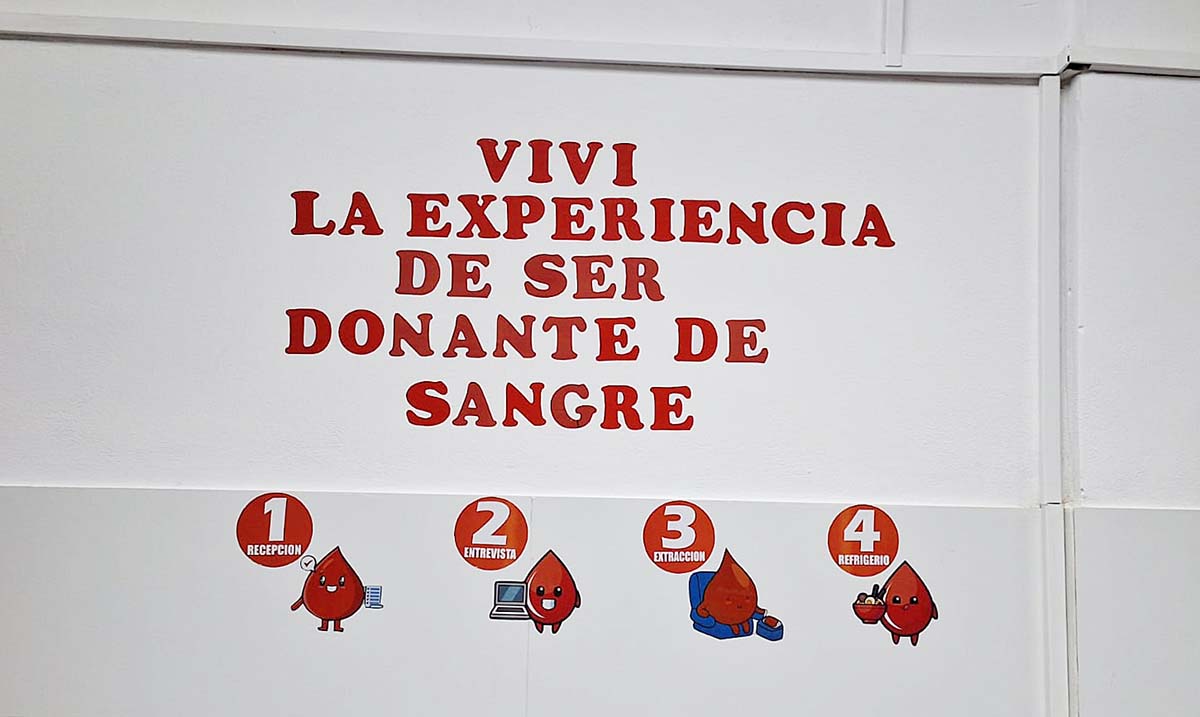 VIVI
LA EXPERIENCIA
DE SER
DONANTE DE
SANGRE
1
RECEPCION
2
ENTREVISTA
3
EXTRACCION
4
REFRIGERIO